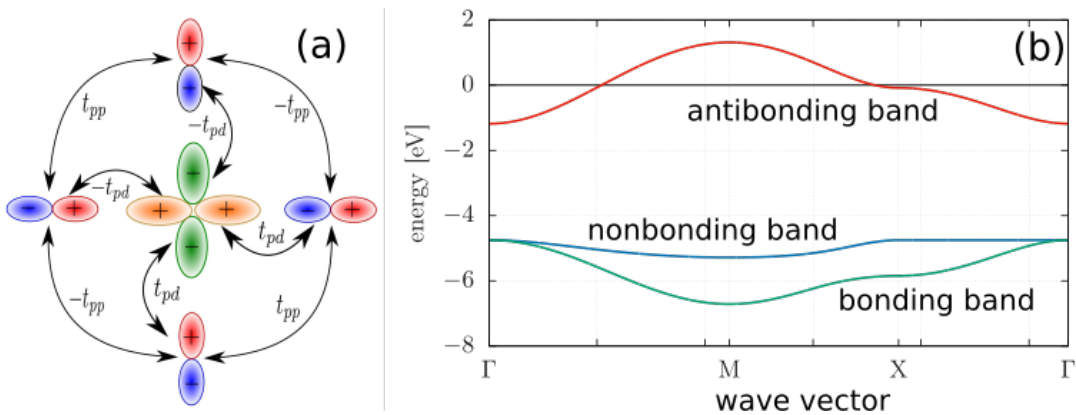 (a)
+
−
t_pp
−t_pp
−t_pd
−t_pd
− +
+ +
− +
t_pd
t_pd
−t_pp
t_pp
+
−
(b)
2
0
−2
−4
−6
−8
energy [eV]
antibonding band
nonbonding band
bonding band
Γ M X Γ
wave vector